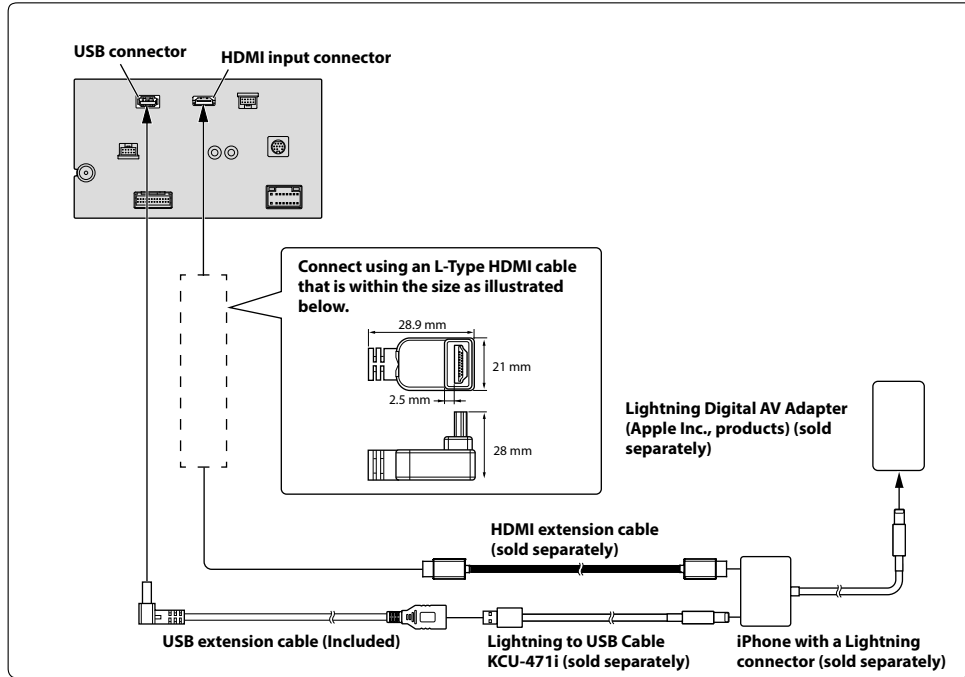 USB connector
HDMI input connector
Connect using an L-Type HDMI cable
that is within the size as illustrated
below.
28.9 mm
21 mm
2.5 mm
28 mm
Lightning Digital AV Adapter
(Apple Inc., products) (sold
separately)
HDMI extension cable
(sold separately)
USB extension cable (Included)
Lightning to USB Cable
KCU-471i (sold separately)
iPhone with a Lightning
connector (sold separately)